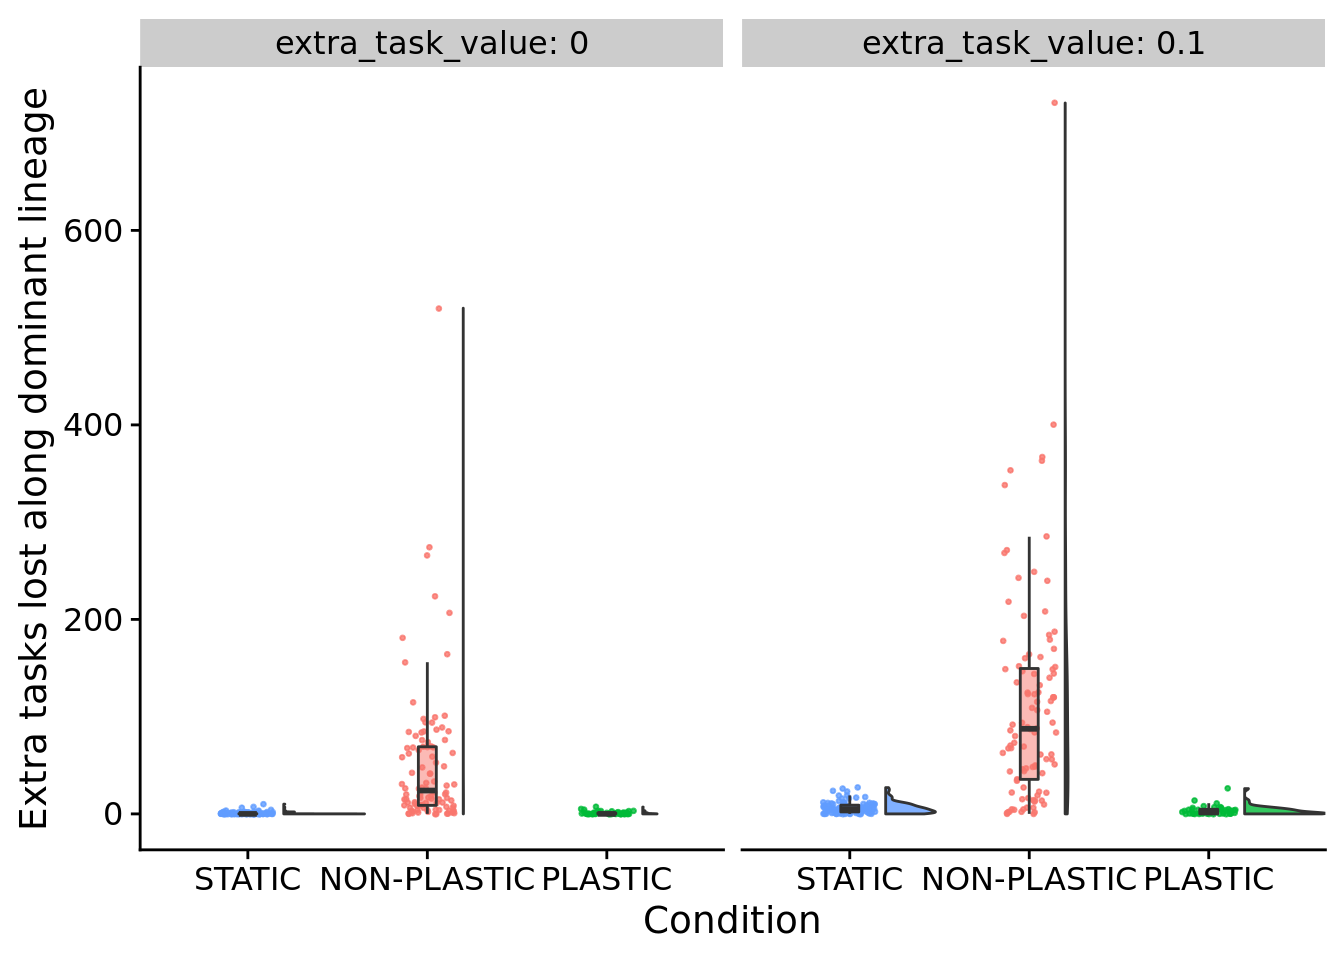 extra_task_value: 0
extra_task_value: 0.1
Extra tasks lost along dominant lineage
600
400
200
0
STATIC NON-PLASTIC PLASTIC
STATIC NON-PLASTIC PLASTIC
Condition